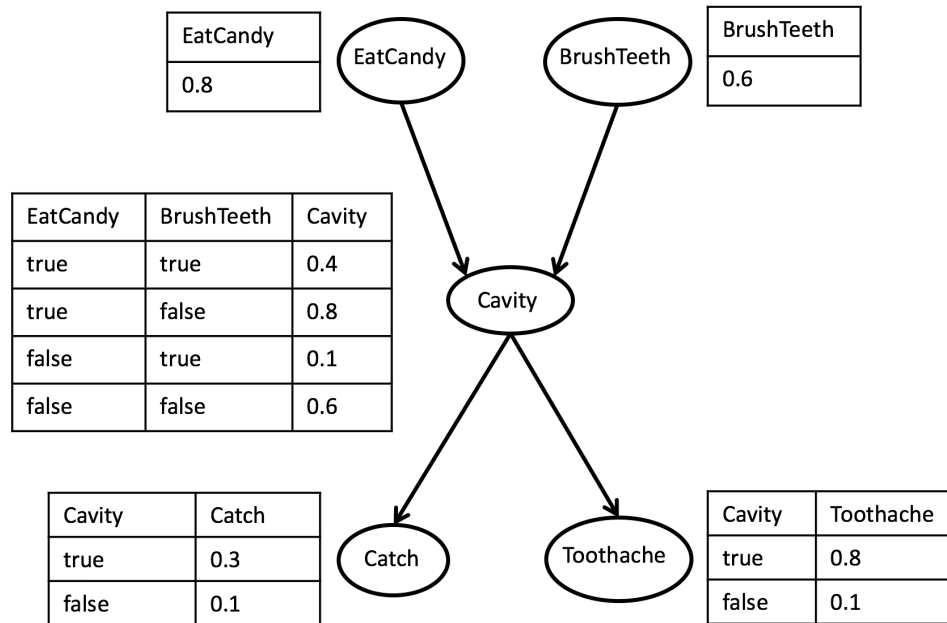 EatCandy
0.8
EatCandy
BrushTeeth
BrushTeeth
0.6
EatCandy BrushTeeth Cavity
true true 0.4
true false 0.8
false true 0.1
false false 0.6
Cavity
Cavity Catch
true 0.3
false 0.1
Catch
Toothache
Cavity Toothache
true 0.8
false 0.1